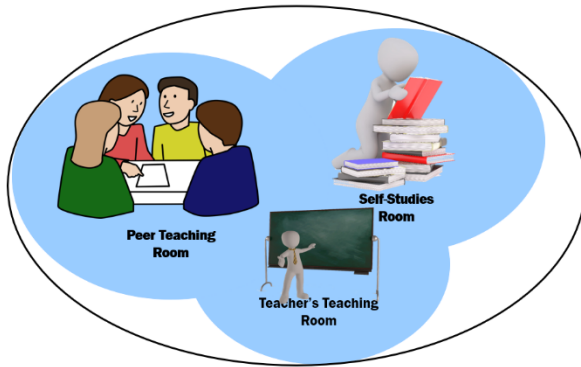 Self-Studies
Room
Peer Teaching
Room
Teacher's Teaching
Room